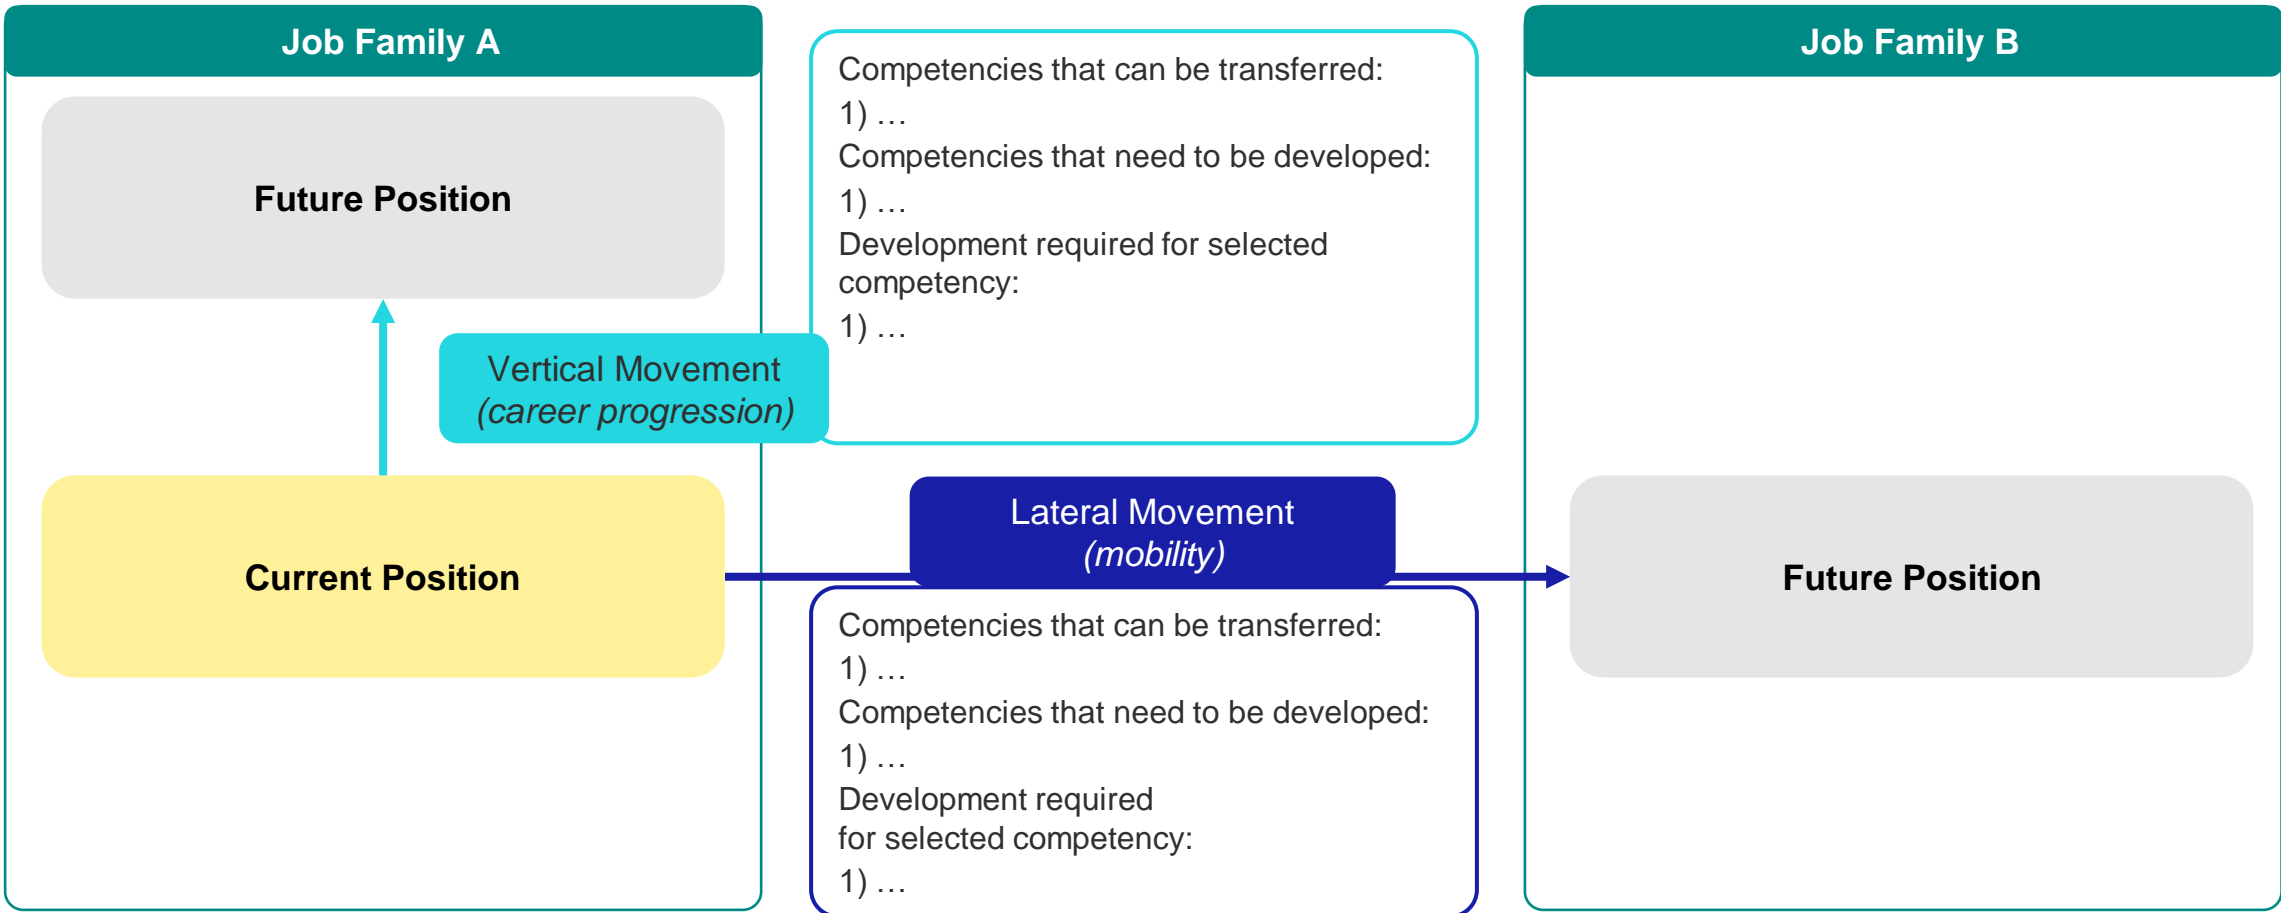 Job Family A
Future Position
Vertical Movement
(career progression)
Current Position
Competencies that can be transferred:
1) …
Competencies that need to be developed:
1) …
Development required for selected
competency:
1) …
Lateral Movement
(mobility)
Competencies that can be transferred:
1) …
Competencies that need to be developed:
1) …
Development required
for selected competency:
1) …
Job Family B
Future Position